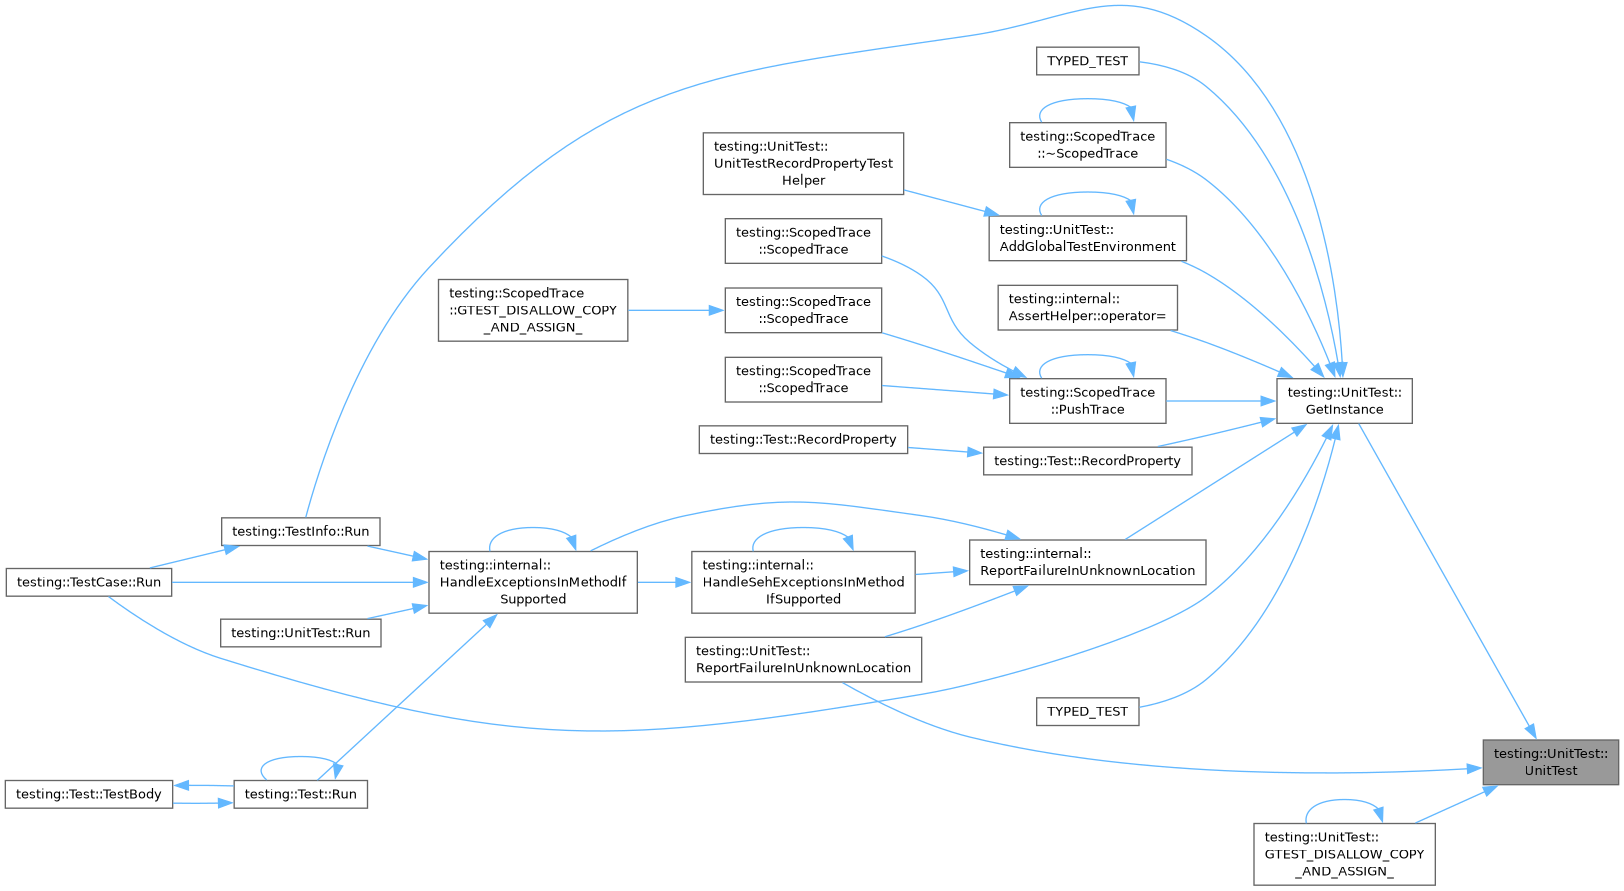 TYPED_TEST
testing::ScopedTrace
::~ScopedTrace
testing::UnitTest::
UnitTestRecordPropertyTest
Helper
testing::UnitTest::
AddGlobalTestEnvironment
testing::ScopedTrace
::ScopedTrace
testing::ScopedTrace
::GTEST_DISALLOW_COPY
_AND_ASSIGN_
testing::ScopedTrace
::ScopedTrace
testing::internal::
AssertHelper::operator=
testing::ScopedTrace
::ScopedTrace
testing::ScopedTrace
::PushTrace
testing::UnitTest::
GetInstance
testing::Test::RecordProperty
testing::Test::RecordProperty
testing::TestInfo::Run
testing::TestCase::Run
testing::internal::
HandleExceptionsInMethodIf
Supported
testing::internal::
HandleSehExceptionsInMethod
IfSupported
testing::internal::
ReportFailureInUnknownLocation
testing::UnitTest::Run
testing::UnitTest::
ReportFailureInUnknownLocation
TYPED_TEST
testing::UnitTest::
UnitTest
testing::Test::TestBody
testing::Test::Run
testing::UnitTest::
GTEST_DISALLOW_COPY
_AND_ASSIGN_